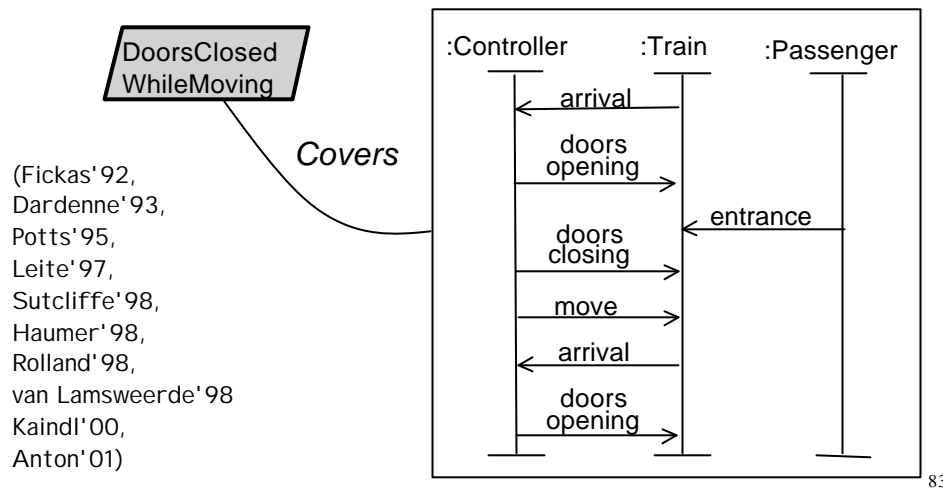 DoorsClosed
WhileMoving
Covers
(Fickas'92,
Dardenne'93,
Potts'95,
Leite'97,
Sutcliffe'98,
Haumer'98,
Rolland'98,
van Lamsweerde'98
Kaindl'00,
Anton'01)
:Controller :Train :Passenger
arrival
doors
opening
entrance
doors
closing
move
arrival
doors
opening
83